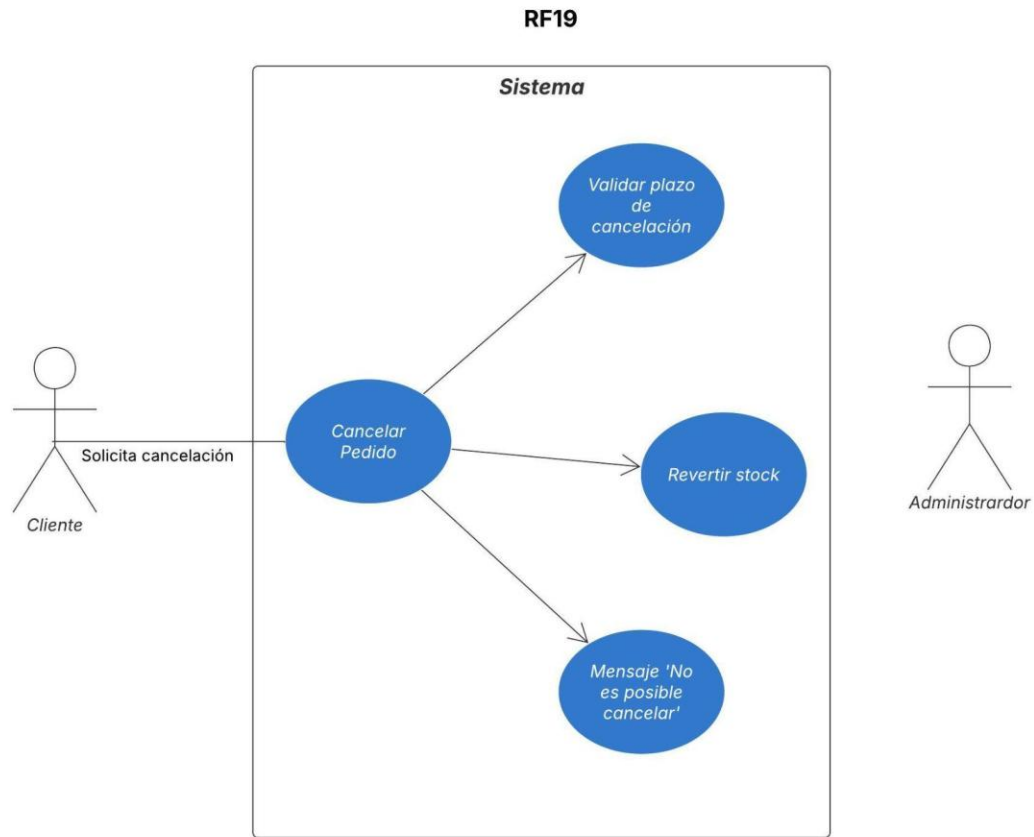 RF19
Sistema
Validar plazo
de
cancelación
Cancelar
Pedido
Solicita cancelación
Cliente
Revertir stock
Administrardor
Mensaje 'No
es posible
cancelar'